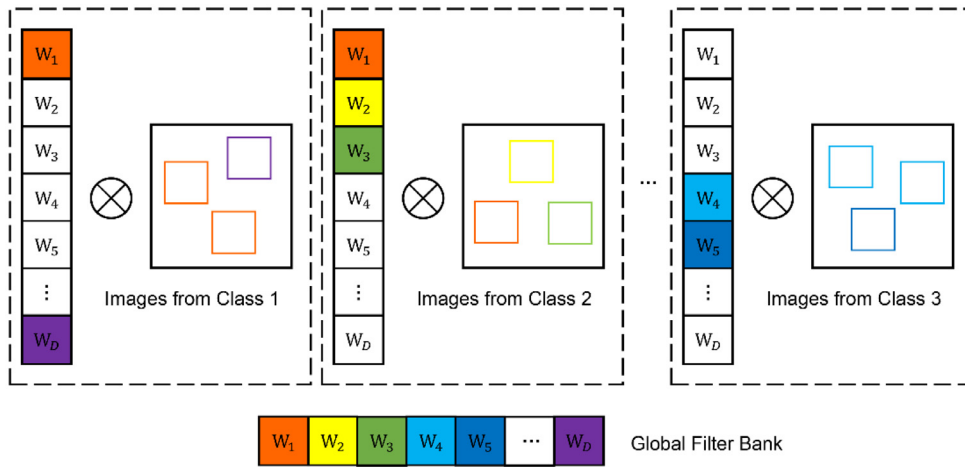 W1
W2
W3
W4
W5
⋮
WD
Images from Class 1
W1
W2
W3
W4
W5
⋮
WD
Images from Class 2
...
W1
W2
W3
W4
W5
⋮
WD
Images from Class 3
W1 W2 W3 W4 W5 ... WD
Global Filter Bank